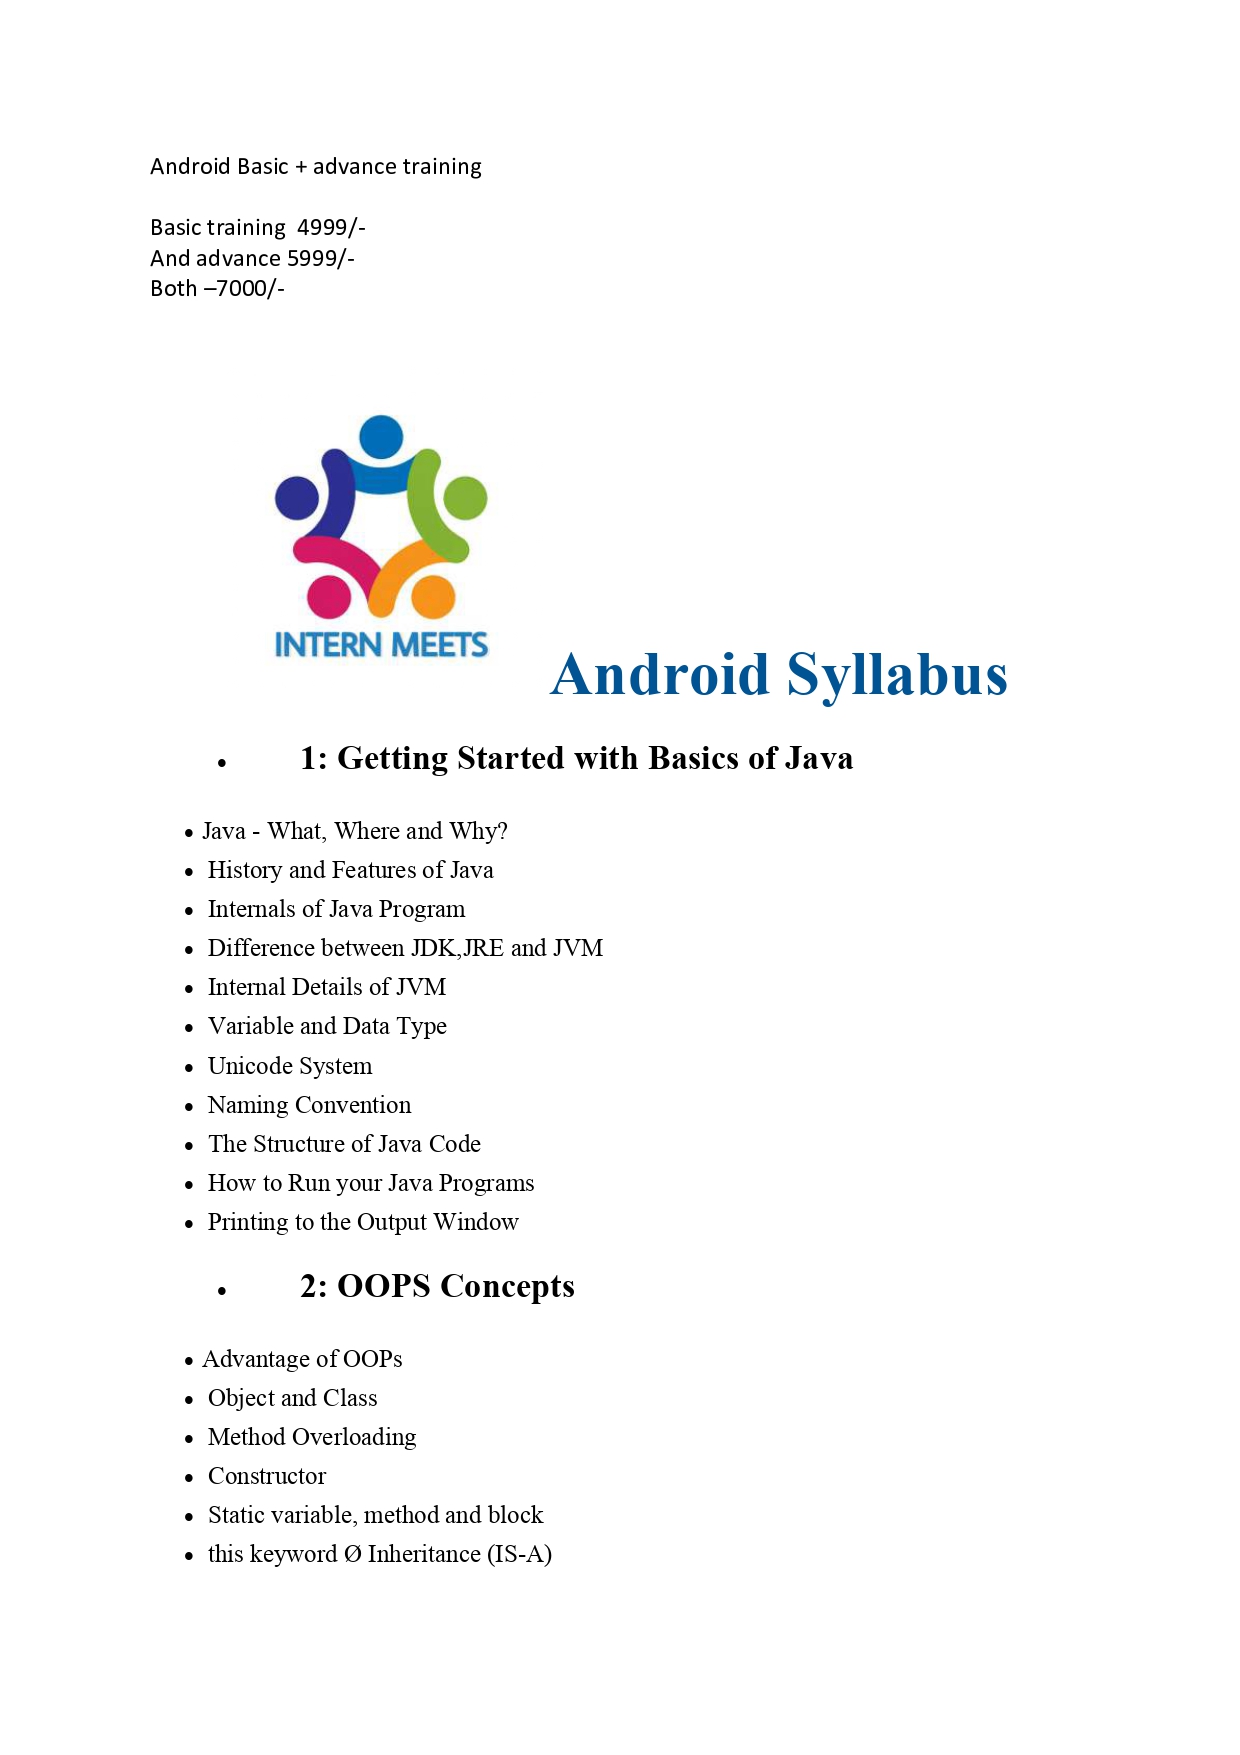 Android Basic + advance training
Basic training  4999/-
And advance 5999/-
Both –7000/-
INTERN MEETS
Android Syllabus
• 1: Getting Started with Basics of Java
• Java - What, Where and Why?
• History and Features of Java
• Internals of Java Program
• Difference between JDK,JRE and JVM
• Internal Details of JVM
• Variable and Data Type
• Unicode System
• Naming Convention
• The Structure of Java Code
• How to Run your Java Programs
• Printing to the Output Window
• 2: OOPS Concepts
• Advantage of OOPs
• Object and Class
• Method Overloading
• Constructor
• Static variable, method and block
• this keyword Ø Inheritance (IS-A)